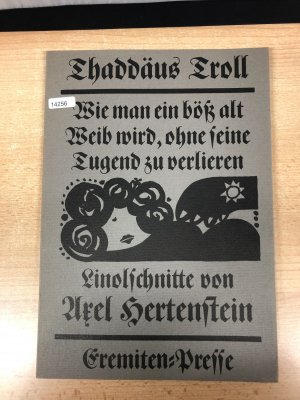 Thaddäus Troll
14256
Wie man ein böß alt
Weib wird, ohne seine
Tugend zu verlieren
Linolschnitte von
Axel Hertenstein
Eremiten-Presse